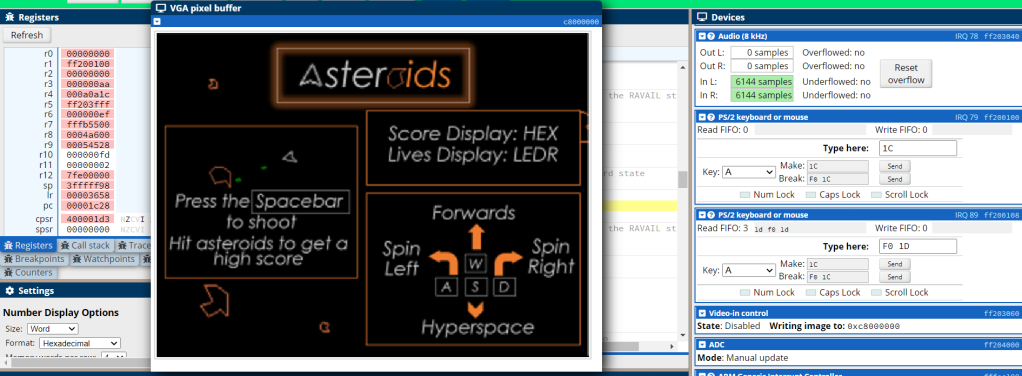 Registers
Refresh
r0 00000000
r1 ff200100
r2 00000000
r3 000000aa
r4 000a0a1c
r5 ff203fff
r6 000000ef
r7 fffb5500
r8 0004a600
r9 00054528
r10 000000fd
r11 00000002
r12 7fe00000
sp 3fffff98
lr 00003658
pc 00001c28
cpsr 400001d3 NZCVI
spsr 00000000 NZCVI
Registers Call stack Trace
Breakpoints Watchpoints
Counters
Settings
Number Display Options
Size: Word
Format: Hexadecimal
VGA pixel buffer
c8000000
Asteroids
Score Display: HEX
Lives Display: LEDR
Press the Spacebar
to shoot
Hit asteroids to get a
high score
Forwards
Spin
Left
Spin
Right
W
A S D
Hyperspace
the RAVAIL st
rd state
the RAVAIL st
Devices
Audio (8 kHz) IRQ 78 ff203040
Out L: 0 samples Overflowed: no
Out R: 0 samples Overflowed: no
In L: 6144 samples Underflowed: no
In R: 6144 samples Underflowed: no
Reset
overflow
PS/2 keyboard or mouse IRQ 79 ff200100
Read FIFO: 0 Write FIFO: 0
Type here: 1C
Key: A Make: 1C Send
Break: F0 1C Send
Num Lock Caps Lock Scroll Lock
PS/2 keyboard or mouse IRQ 89 ff200108
Read FIFO: 3 1d f0 1d Write FIFO: 0
Type here: F0 1D
Key: A Make: 1C Send
Break: F0 1C Send
Num Lock Caps Lock Scroll Lock
Video-in control ff203060
State: Disabled Writing image to: 0xc8000000
ADC ff204000
Mode: Manual update
ARM Generic Interrupt Controller